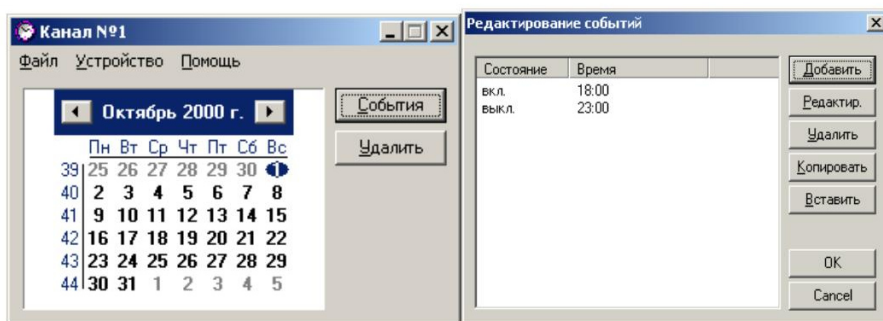 Канал №1
Файл Устройство Помощь
Октябрь 2000 г.
Пн Вт Ср Чт Пт Сб Вс
39 25 26 27 28 29 30 1
40 2 3 4 5 6 7 8
41 9 10 11 12 13 14 15
42 16 17 18 19 20 21 22
43 23 24 25 26 27 28 29
44 30 31 1 2 3 4 5
События
Удалить
Редактирование событий
Состояние Время
вкл. 18:00
выкл. 23:00
Добавить
Редактир.
Удалить
Копировать
Вставить
OK
Cancel